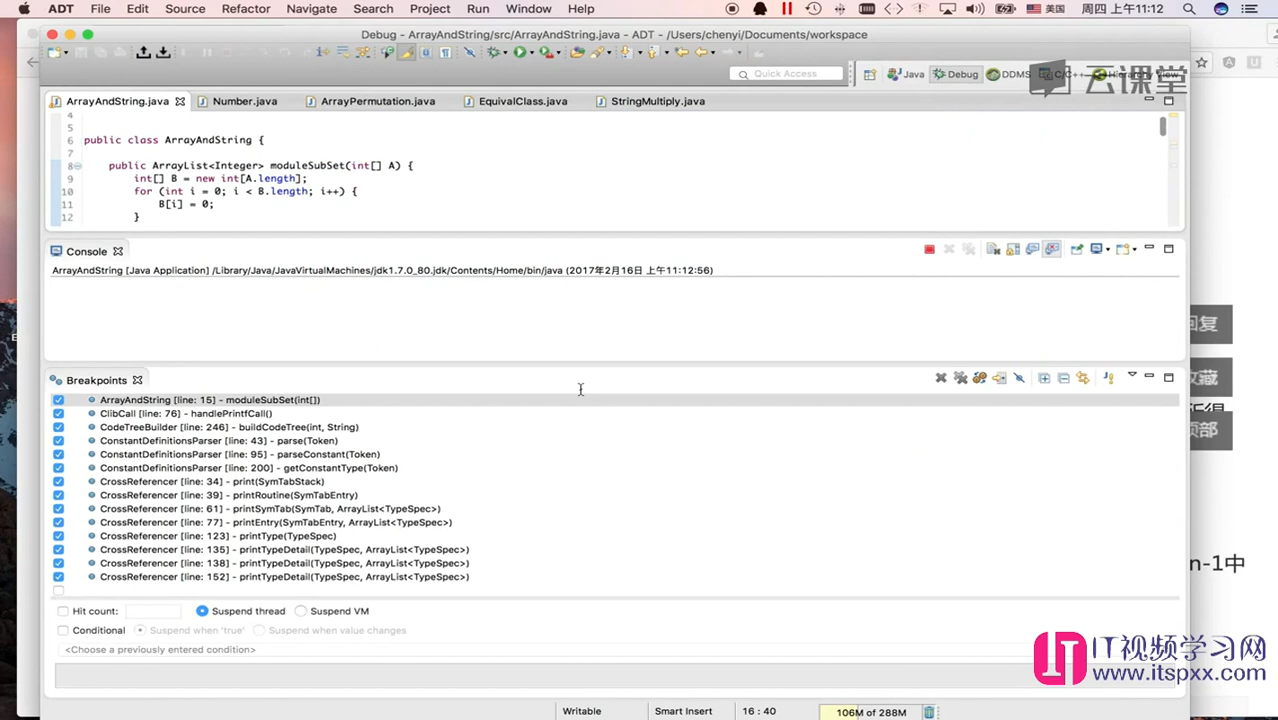 ADT File Edit Source Refactor Navigate Search Project Run Window Help 美国 周四 上午11:12
Debug - ArrayAndString/src/ArrayAndString.java - ADT - /Users/chenyi/Documents/workspace
Quick Access Java Debug DDMS C/C++ Hierarchy View
云课堂
ArrayAndString.java Number.java ArrayPermutation.java EquivalClass.java StringMultiply.java
4
5
6 public class ArrayAndString {
7
8 public ArrayList<Integer> moduleSubSet(int[] A) {
9 int[] B = new int[A.length];
10 for (int i = 0; i < B.length; i++) {
11 B[i] = 0;
12 }
Console
ArrayAndString [Java Application] /Library/Java/JavaVirtualMachines/jdk1.7.0_80.jdk/Contents/Home/bin/java (2017年2月16日 上午11:12:56)
回复
收藏
顶部
Breakpoints
ArrayAndString [line: 15] - moduleSubSet(int[])
ClibCall [line: 76] - handlePrintfCall()
CodeTreeBuilder [line: 246] - buildCodeTree(int, String)
ConstantDefinitionsParser [line: 43] - parse(Token)
ConstantDefinitionsParser [line: 95] - parseConstant(Token)
ConstantDefinitionsParser [line: 200] - getConstantType(Token)
CrossReferencer [line: 34] - print(SymTabStack)
CrossReferencer [line: 39] - printRoutine(SymTabEntry)
CrossReferencer [line: 61] - printSymTab(SymTab, ArrayList<TypeSpec>)
CrossReferencer [line: 77] - printEntry(SymTabEntry, ArrayList<TypeSpec>)
CrossReferencer [line: 123] - printType(TypeSpec)
CrossReferencer [line: 135] - printTypeDetail(TypeSpec, ArrayList<TypeSpec>)
CrossReferencer [line: 138] - printTypeDetail(TypeSpec, ArrayList<TypeSpec>)
CrossReferencer [line: 152] - printTypeDetail(TypeSpec, ArrayList<TypeSpec>)
n-1中
Hit count: Suspend thread Suspend VM
Conditional Suspend when 'true' Suspend when value changes
<Choose a previously entered condition>
IT视频学习网
www.itspxx.com
Writable Smart Insert 16 : 40 106M of 288M